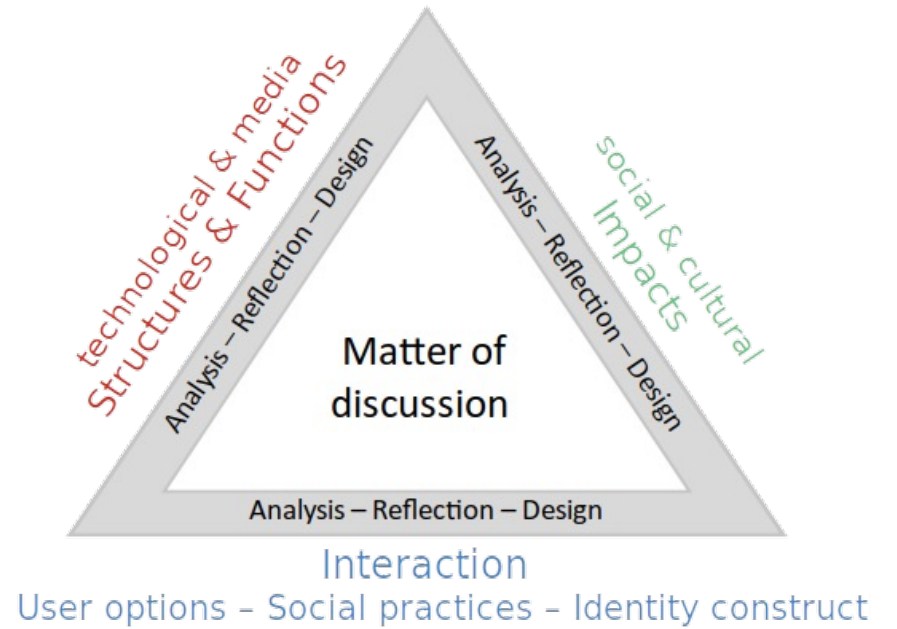 technological & media
Structures & Functions
Analysis – Reflection – Design
social & cultural
Impacts
Analysis – Reflection – Design
Matter of
discussion
Analysis – Reflection – Design
Interaction
User options – Social practices – Identity construct